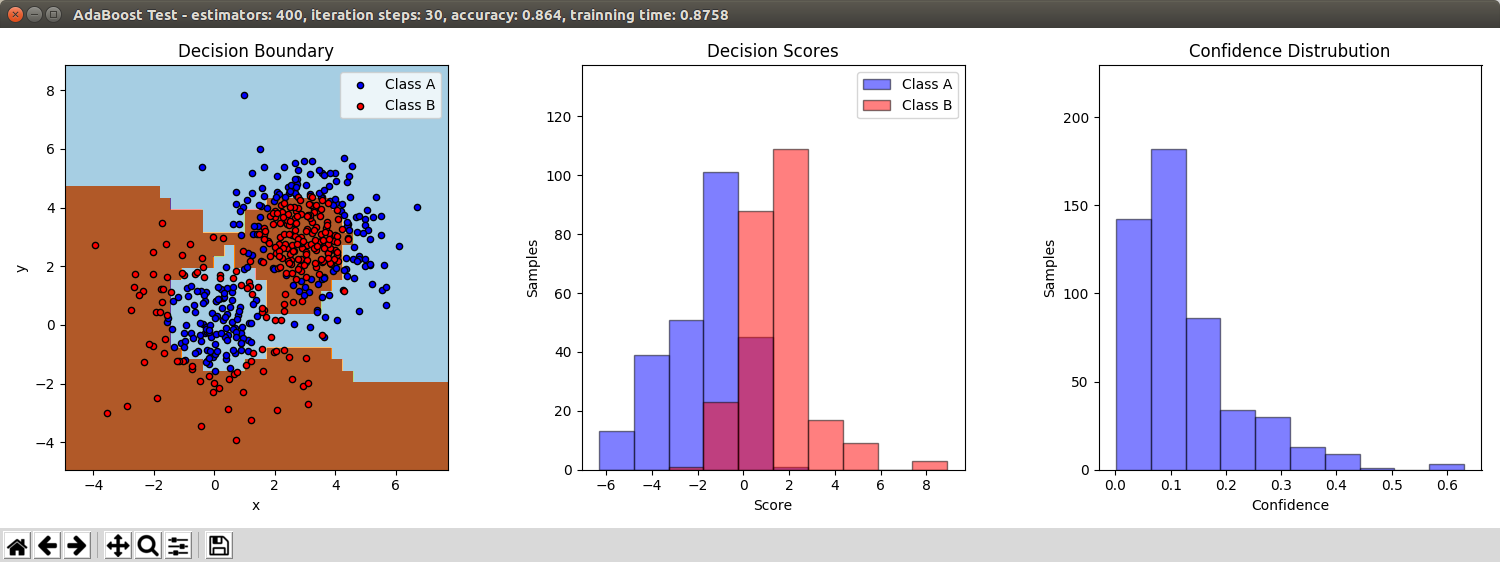 AdaBoost Test - estimators: 400, iteration steps: 30, accuracy: 0.864, trainning time: 0.8758
Decision Boundary
Class A
Class B
8
6
4
2
0
−2
−4
y
−4 −2 0 2 4 6
x
Decision Scores
Class A
Class B
120
100
80
60
40
20
0
Samples
−6 −4 −2 0 2 4 6 8
Score
Confidence Distrubution
200
150
100
50
0
Samples
0.0 0.1 0.2 0.3 0.4 0.5 0.6
Confidence